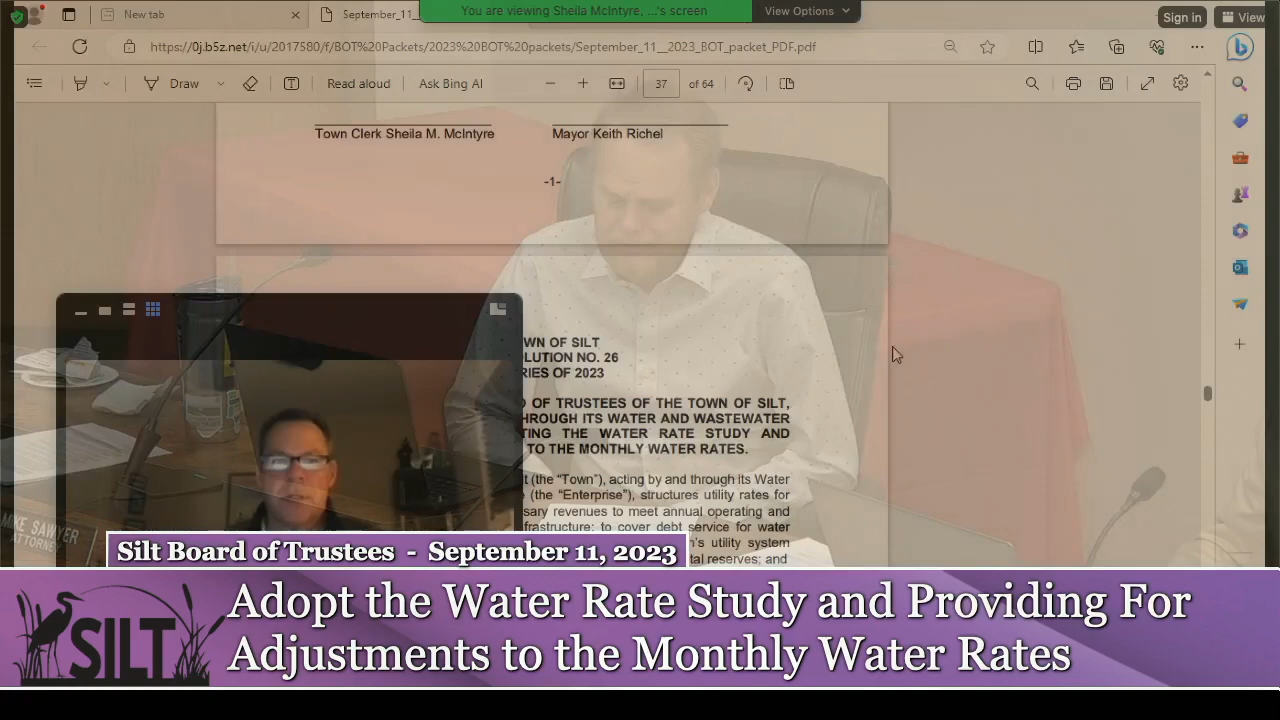 New tab
September_11_
You are viewing Sheila McIntyre, ...'s screen
View Options
Sign in
View
https://0j.b5z.net/i/u/2017580/f/BOT%20Packets/2023%20BOT%20packets/September_11__2023_BOT_packet_PDF.pdf
Draw
Read aloud
Ask Bing AI
37
of 64
Town Clerk Sheila M. McIntyre
Mayor Keith Richel
-1-
WN OF SILT
LUTION NO. 26
RIES OF 2023
D OF TRUSTEES OF THE TOWN OF SILT,
HROUGH ITS WATER AND WASTEWATER
TING THE WATER RATE STUDY AND
TO THE MONTHLY WATER RATES.
t (the "Town"), acting by and through its Water
(the "Enterprise"), structures utility rates for
sary revenues to meet annual operating and
frastructure; to cover debt service for water
n's utility system
tal reserves; and
MIKE SAWYER
ATTORNEY
Silt Board of Trustees - September 11, 2023
SILT
Adopt the Water Rate Study and Providing For
Adjustments to the Monthly Water Rates